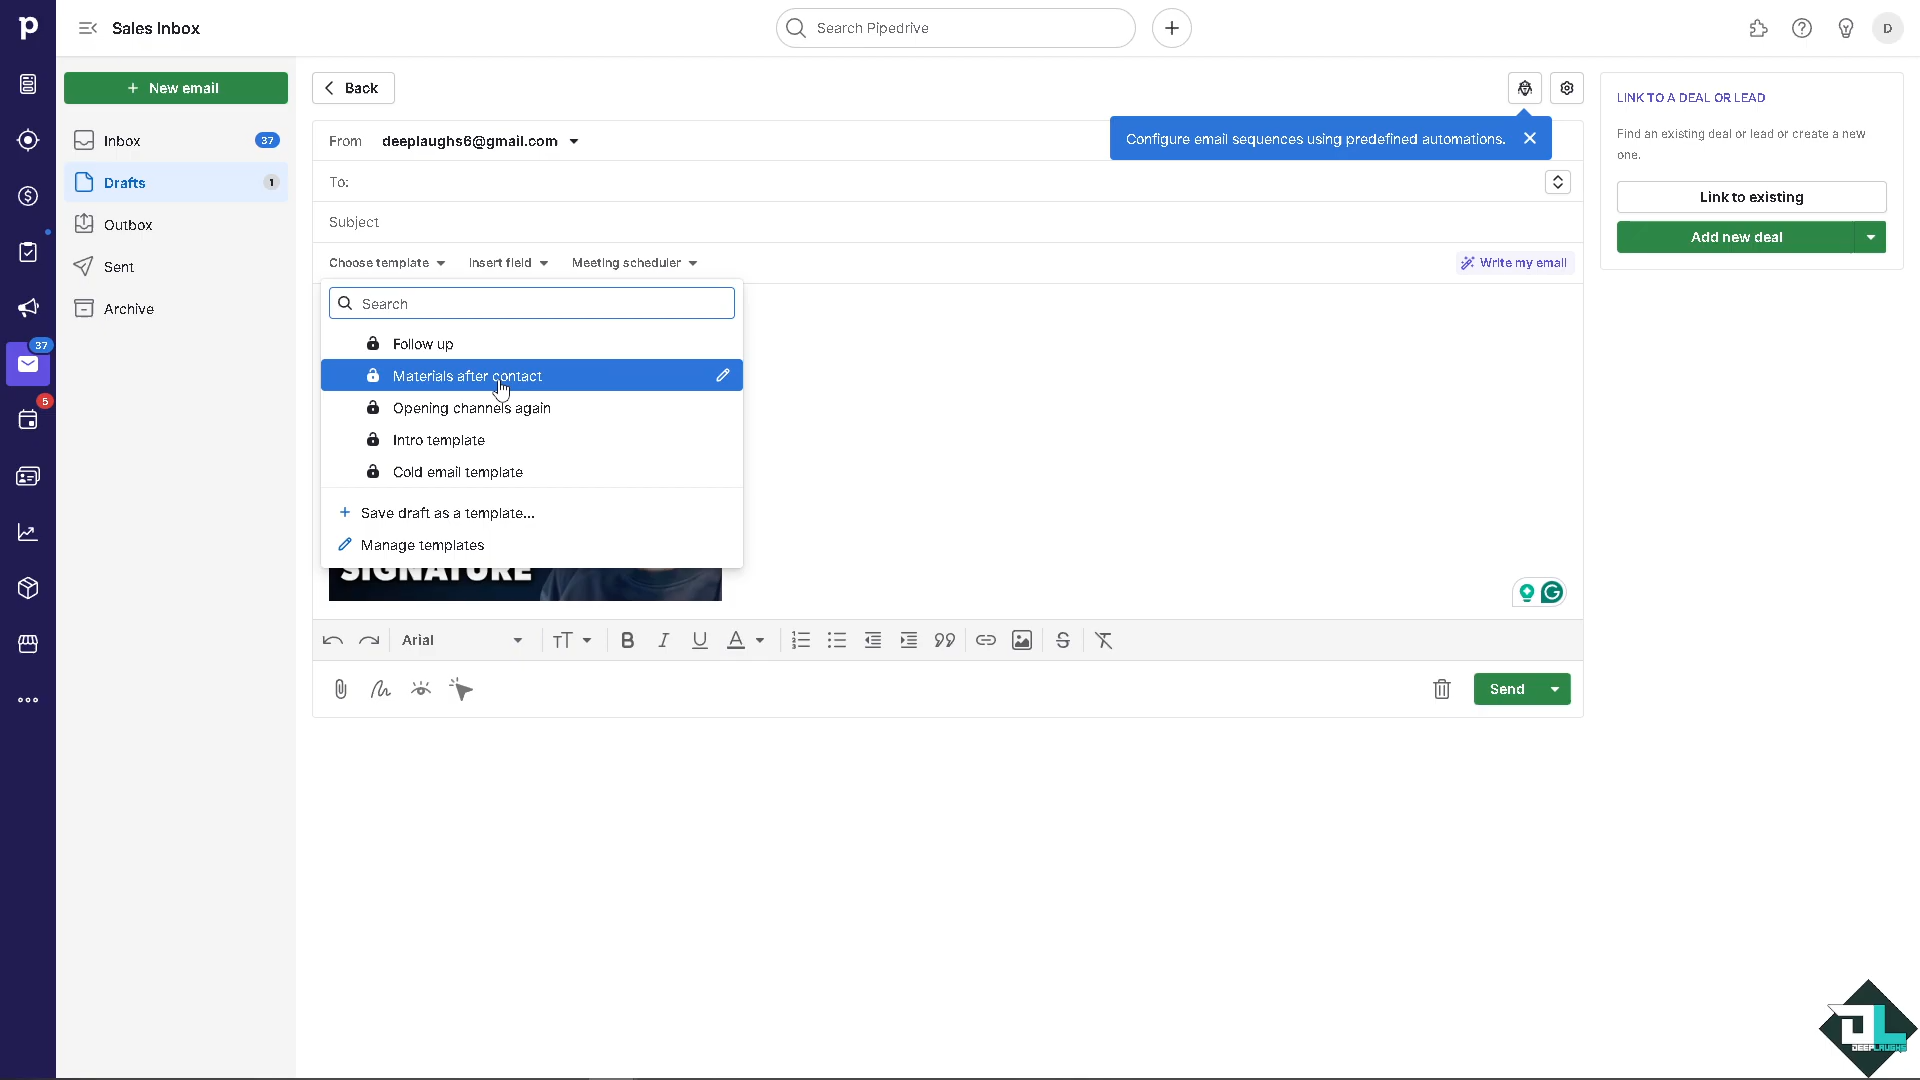 Sales Inbox
Search Pipedrive
D
New email
Inbox 37
Drafts 1
Outbox
Sent
Archive
37
5
Back
Configure email sequences using predefined automations.
From deeplaughs6@gmail.com
To:
Subject
Choose template Insert field Meeting scheduler
Write my email
Search
Follow up
Materials after contact
Opening channels again
Intro template
Cold email template
Save draft as a template...
Manage templates
SIGNATURE
Arial
Send
LINK TO A DEAL OR LEAD
Find an existing deal or lead or create a new
one.
Link to existing
Add new deal
DEEPLAUGHS